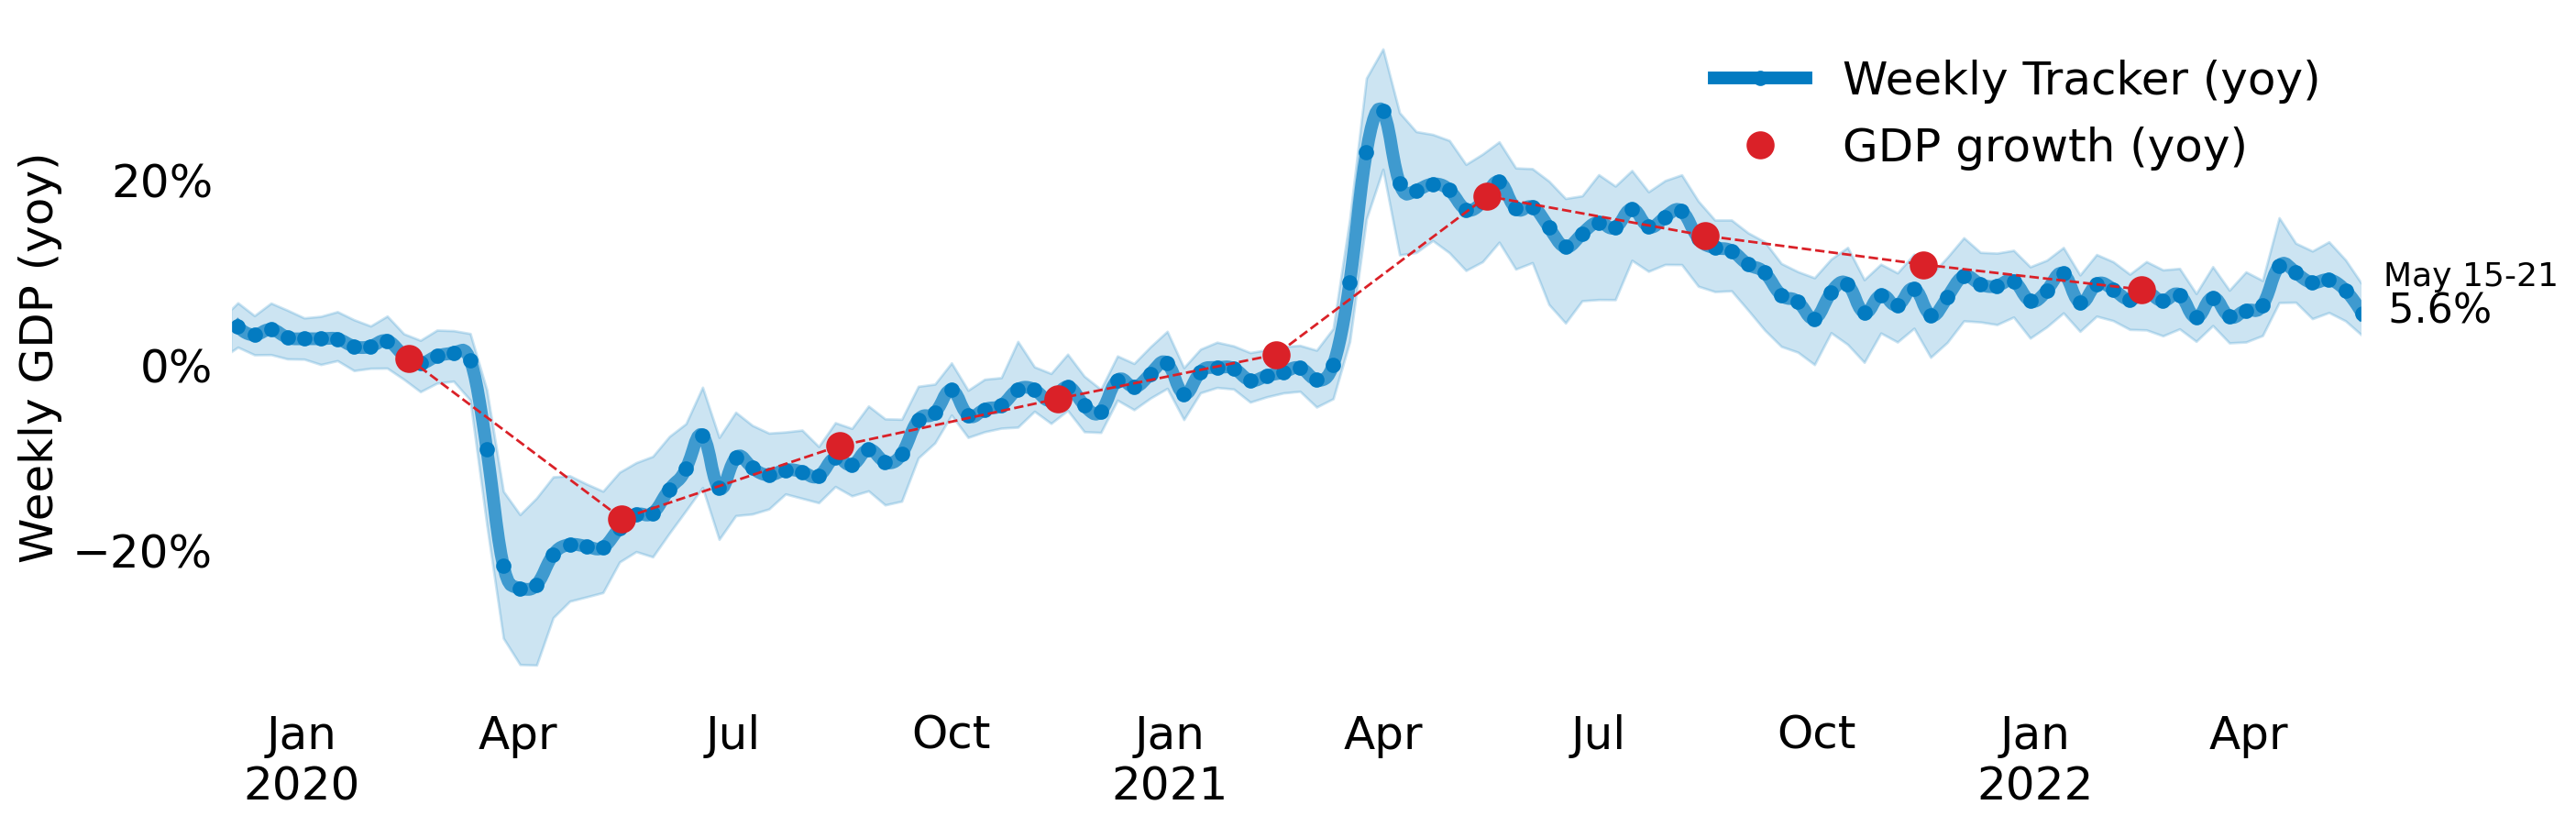 Weekly GDP (yoy)
20%
0%
−20%
Weekly Tracker (yoy)
GDP growth (yoy)
May 15-21
5.6%
Jan Apr Jul Oct Jan Apr Jul Oct Jan Apr
2020 2021 2022